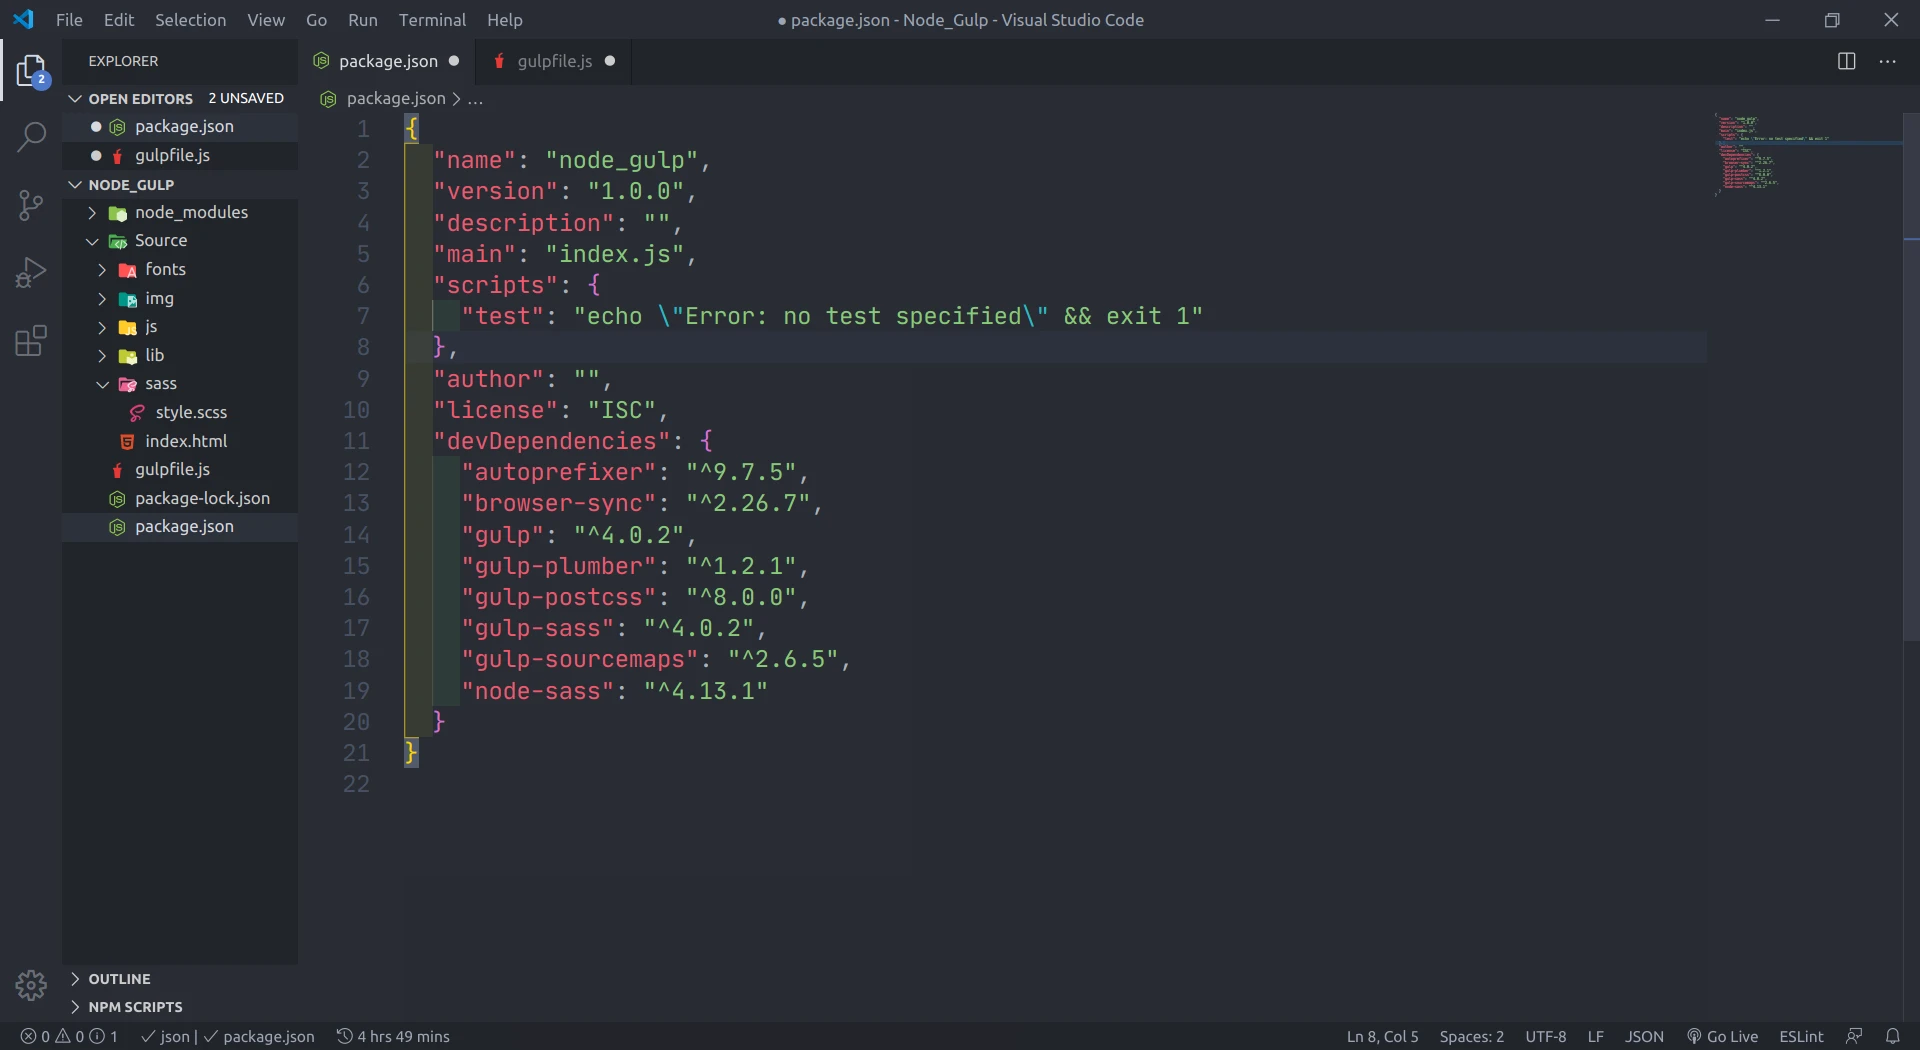 File Edit Selection View Go Run Terminal Help ● package.json - Node_Gulp - Visual Studio Code
2
EXPLORER
OPEN EDITORS 2 UNSAVED
package.json
gulpfile.js
NODE_GULP
node_modules
Source
fonts
img
js
lib
sass
style.scss
index.html
gulpfile.js
package-lock.json
package.json
OUTLINE
NPM SCRIPTS
package.json ● gulpfile.js ●
package.json > ...
1 {
2 "name": "node_gulp",
3 "version": "1.0.0",
4 "description": "",
5 "main": "index.js",
6 "scripts": {
7 "test": "echo \"Error: no test specified\" && exit 1"
8 },
9 "author": "",
10 "license": "ISC",
11 "devDependencies": {
12 "autoprefixer": "^9.7.5",
13 "browser-sync": "^2.26.7",
14 "gulp": "^4.0.2",
15 "gulp-plumber": "^1.2.1",
16 "gulp-postcss": "^8.0.0",
17 "gulp-sass": "^4.0.2",
18 "gulp-sourcemaps": "^2.6.5",
19 "node-sass": "^4.13.1"
20 }
21 }
22
0 0 1 ✓ json | ✓ package.json 4 hrs 49 mins Ln 8, Col 5 Spaces: 2 UTF-8 LF JSON Go Live ESLint